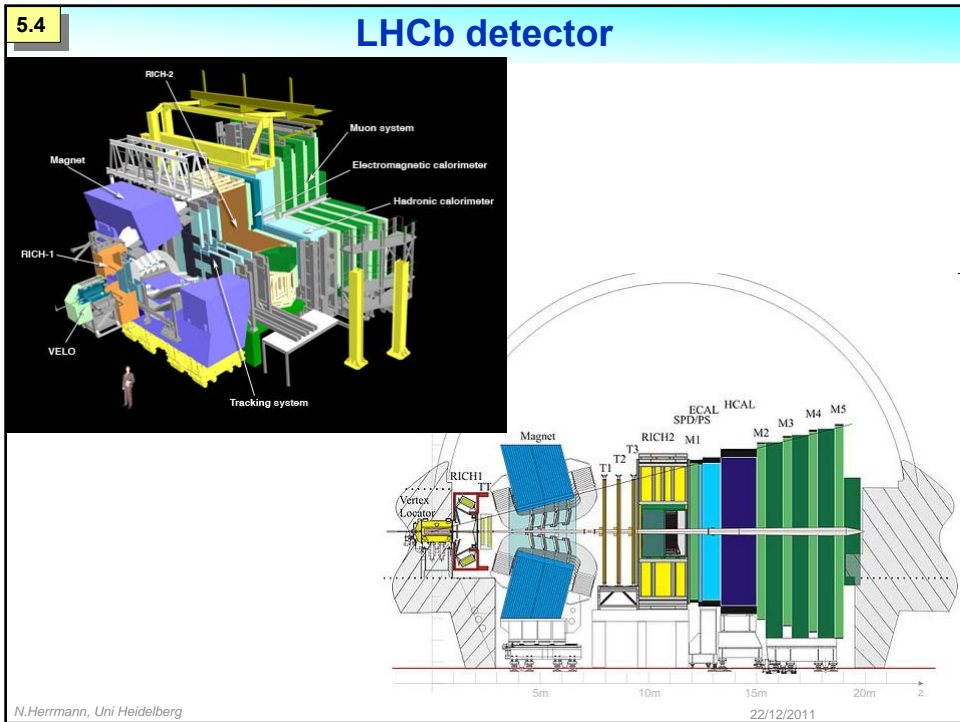 5.4
LHCb detector
RICH-2
Muon system
Magnet
Electromagnetic calorimeter
Hadronic calorimeter
RICH-1
VELO
Tracking system
ECAL HCAL
SPD/PS
M1
M2
M3
M4
M5
Magnet
RICH2
T1
T2
T3
RICH1
TT
Vertex
Locator
5m 10m 15m 20m z
N.Herrmann, Uni Heidelberg
22/12/2011